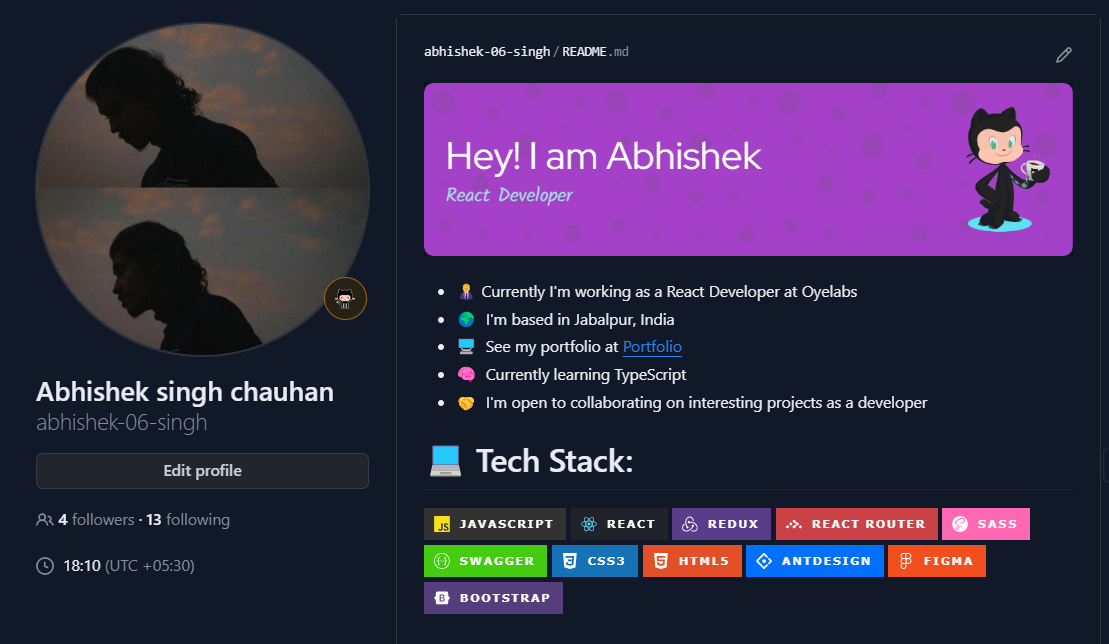 abhishek-06-singh/README.md
Hey! I am Abhishek
React Developer
Currently I'm working as a React Developer at Oyelabs
I'm based in Jabalpur, India
See my portfolio at Portfolio
Currently learning TypeScript
I'm open to collaborating on interesting projects as a developer
Abhishek singh chauhan
abhishek-06-singh
Edit profile
4 followers · 13 following
18:10 (UTC +05:30)
Tech Stack:
JS JAVASCRIPT REACT REDUX REACT ROUTER SASS
SWAGGER CSS3 HTML5 ANTDESIGN FIGMA
B BOOTSTRAP